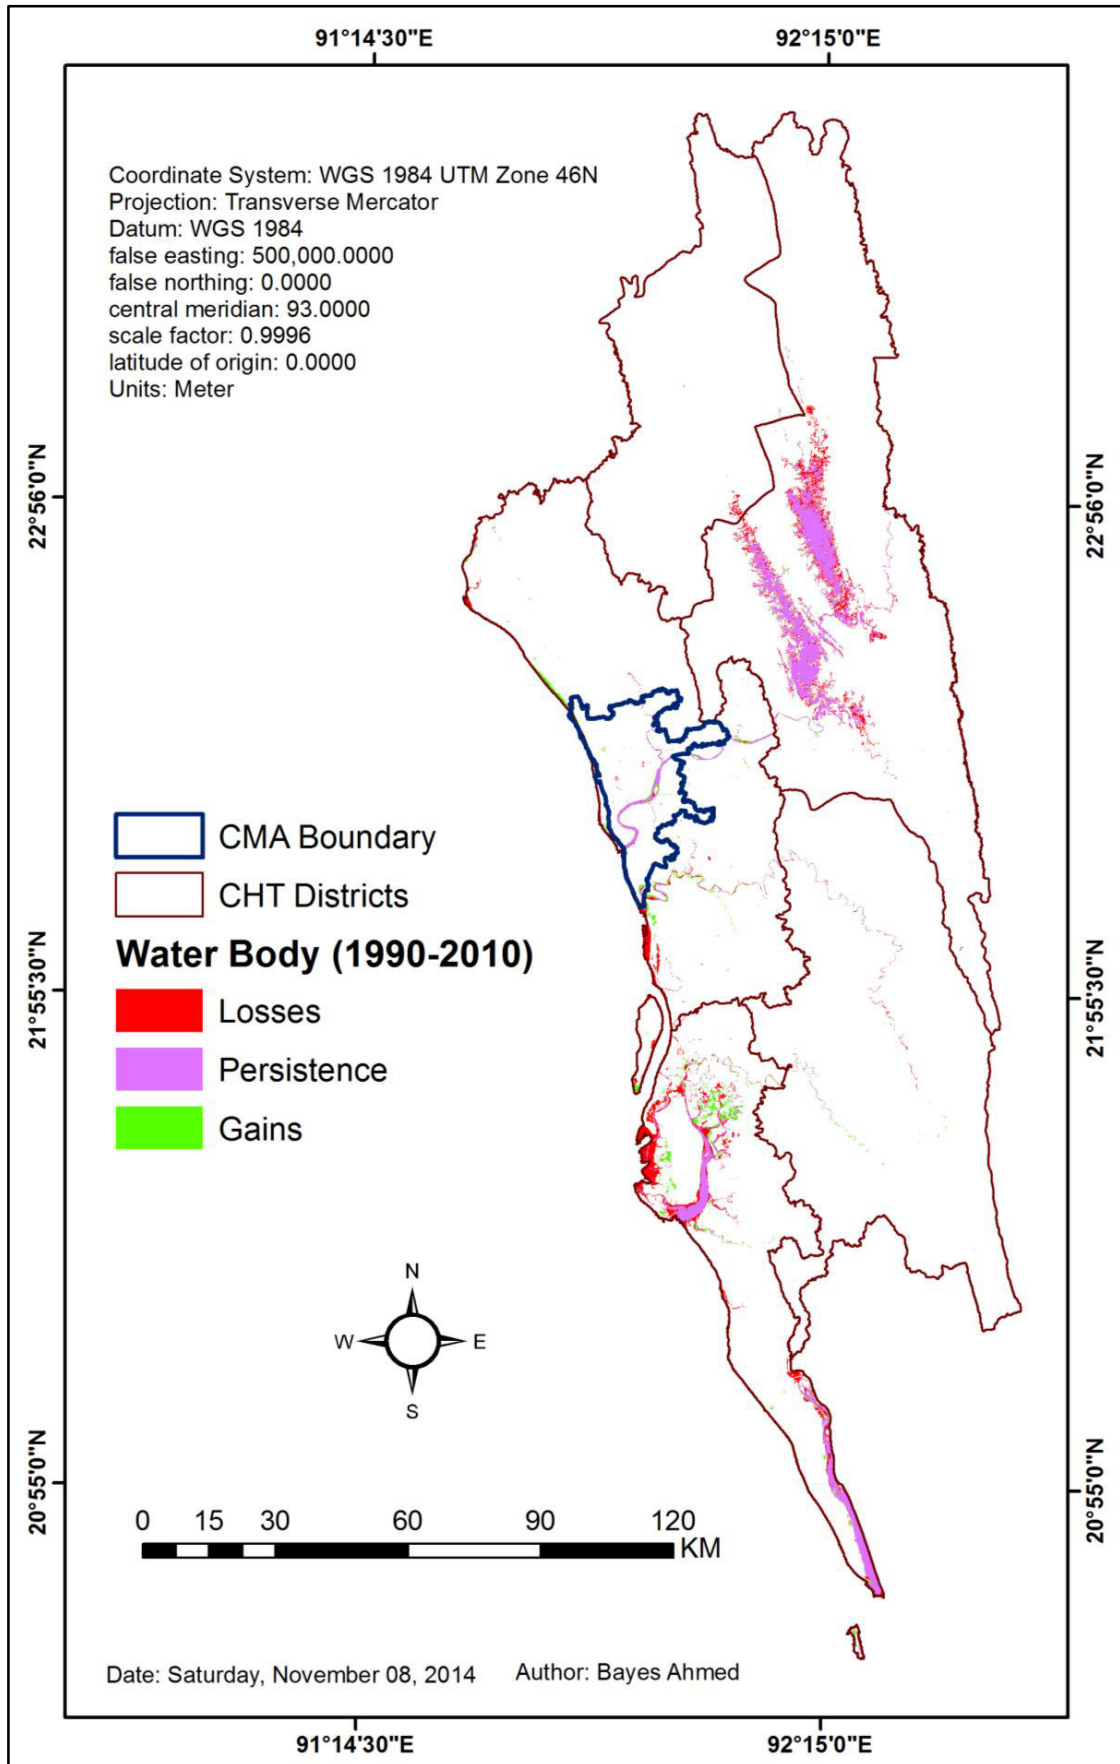 91°14'30"E 92°15'0"E
Coordinate System: WGS 1984 UTM Zone 46N
Projection: Transverse Mercator
Datum: WGS 1984
false easting: 500,000.0000
false northing: 0.0000
central meridian: 93.0000
scale factor: 0.9996
latitude of origin: 0.0000
Units: Meter
22°56'0"N 22°56'0"N
CMA Boundary
CHT Districts
Water Body (1990-2010)
Losses
Persistence
Gains
21°55'30"N 21°55'30"N
N
W E
S
20°55'0"N 20°55'0"N
0 15 30 60 90 120
KM
Date: Saturday, November 08, 2014 Author: Bayes Ahmed
91°14'30"E 92°15'0"E